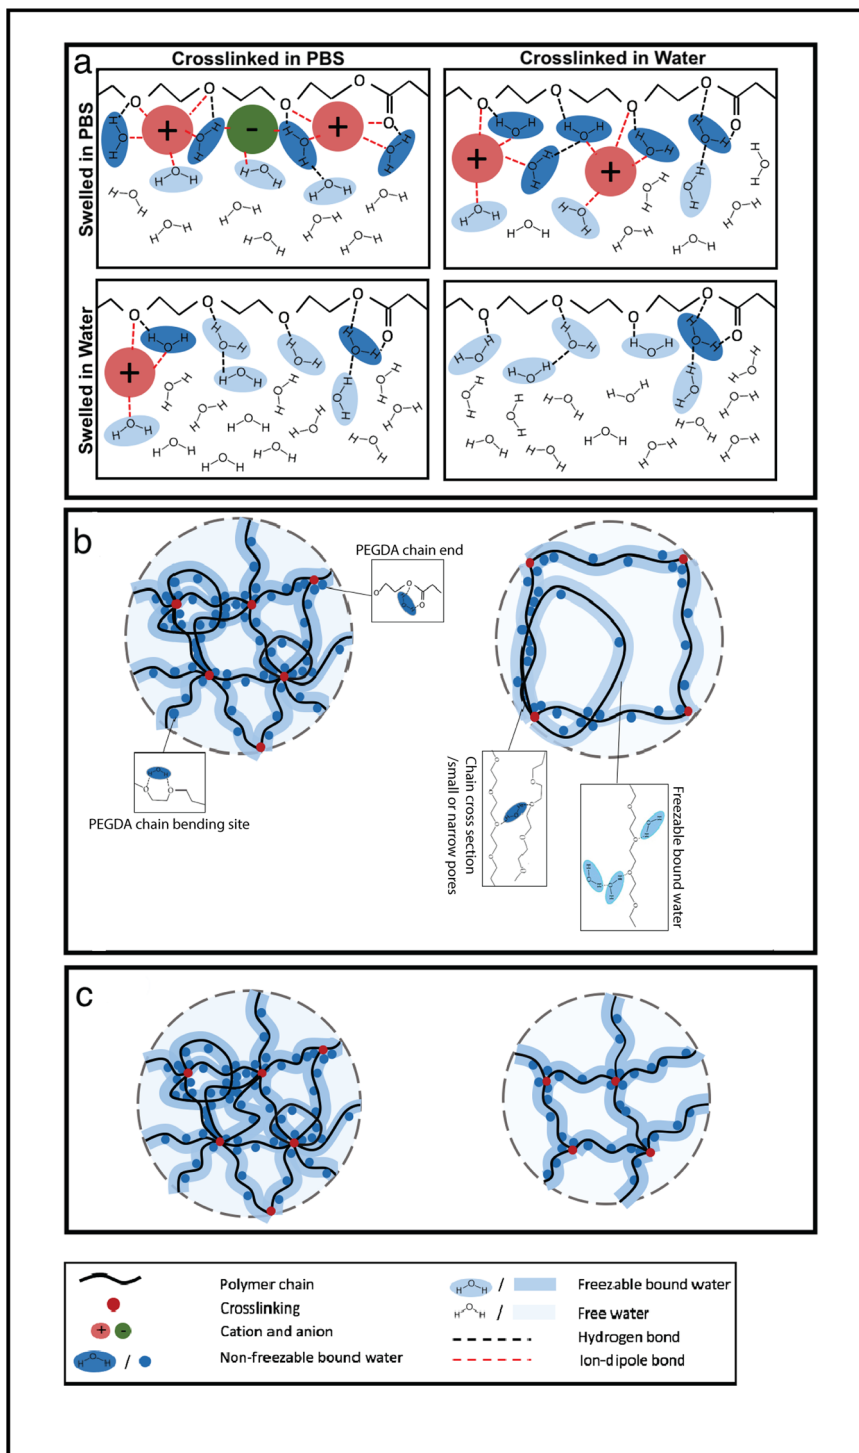 a
Crosslinked in PBS
Crosslinked in Water
Swelled in PBS
Swelled in Water
b
PEGDA chain end
PEGDA chain bending site
Chain cross section
/small or narrow pores
Freezable bound water
c
Polymer chain
Crosslinking
Cation and anion
Non-freezable bound water
Freezable bound water
Free water
Hydrogen bond
Ion-dipole bond